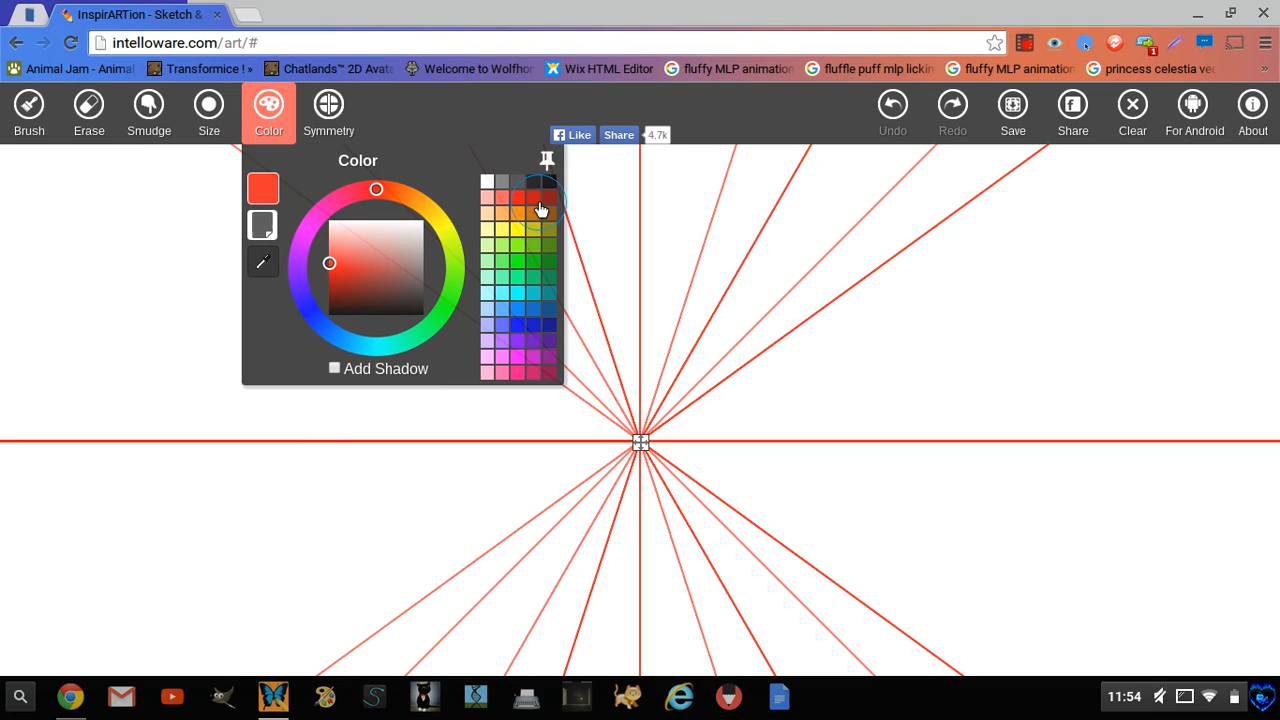 InspirARTion - Sketch &
intelloware.com/art/#
Animal Jam - Animal Transformice ! » Chatlands™ 2D Avata Welcome to Wolfhom Wix HTML Editor fluffy MLP animation fluffle puff mlp lickin fluffy MLP animation princess celestia vec »
Brush Erase Smudge Size Color Symmetry Undo Redo Save Share Clear For Android About
Like Share 4.7k
Color
Add Shadow
11:54